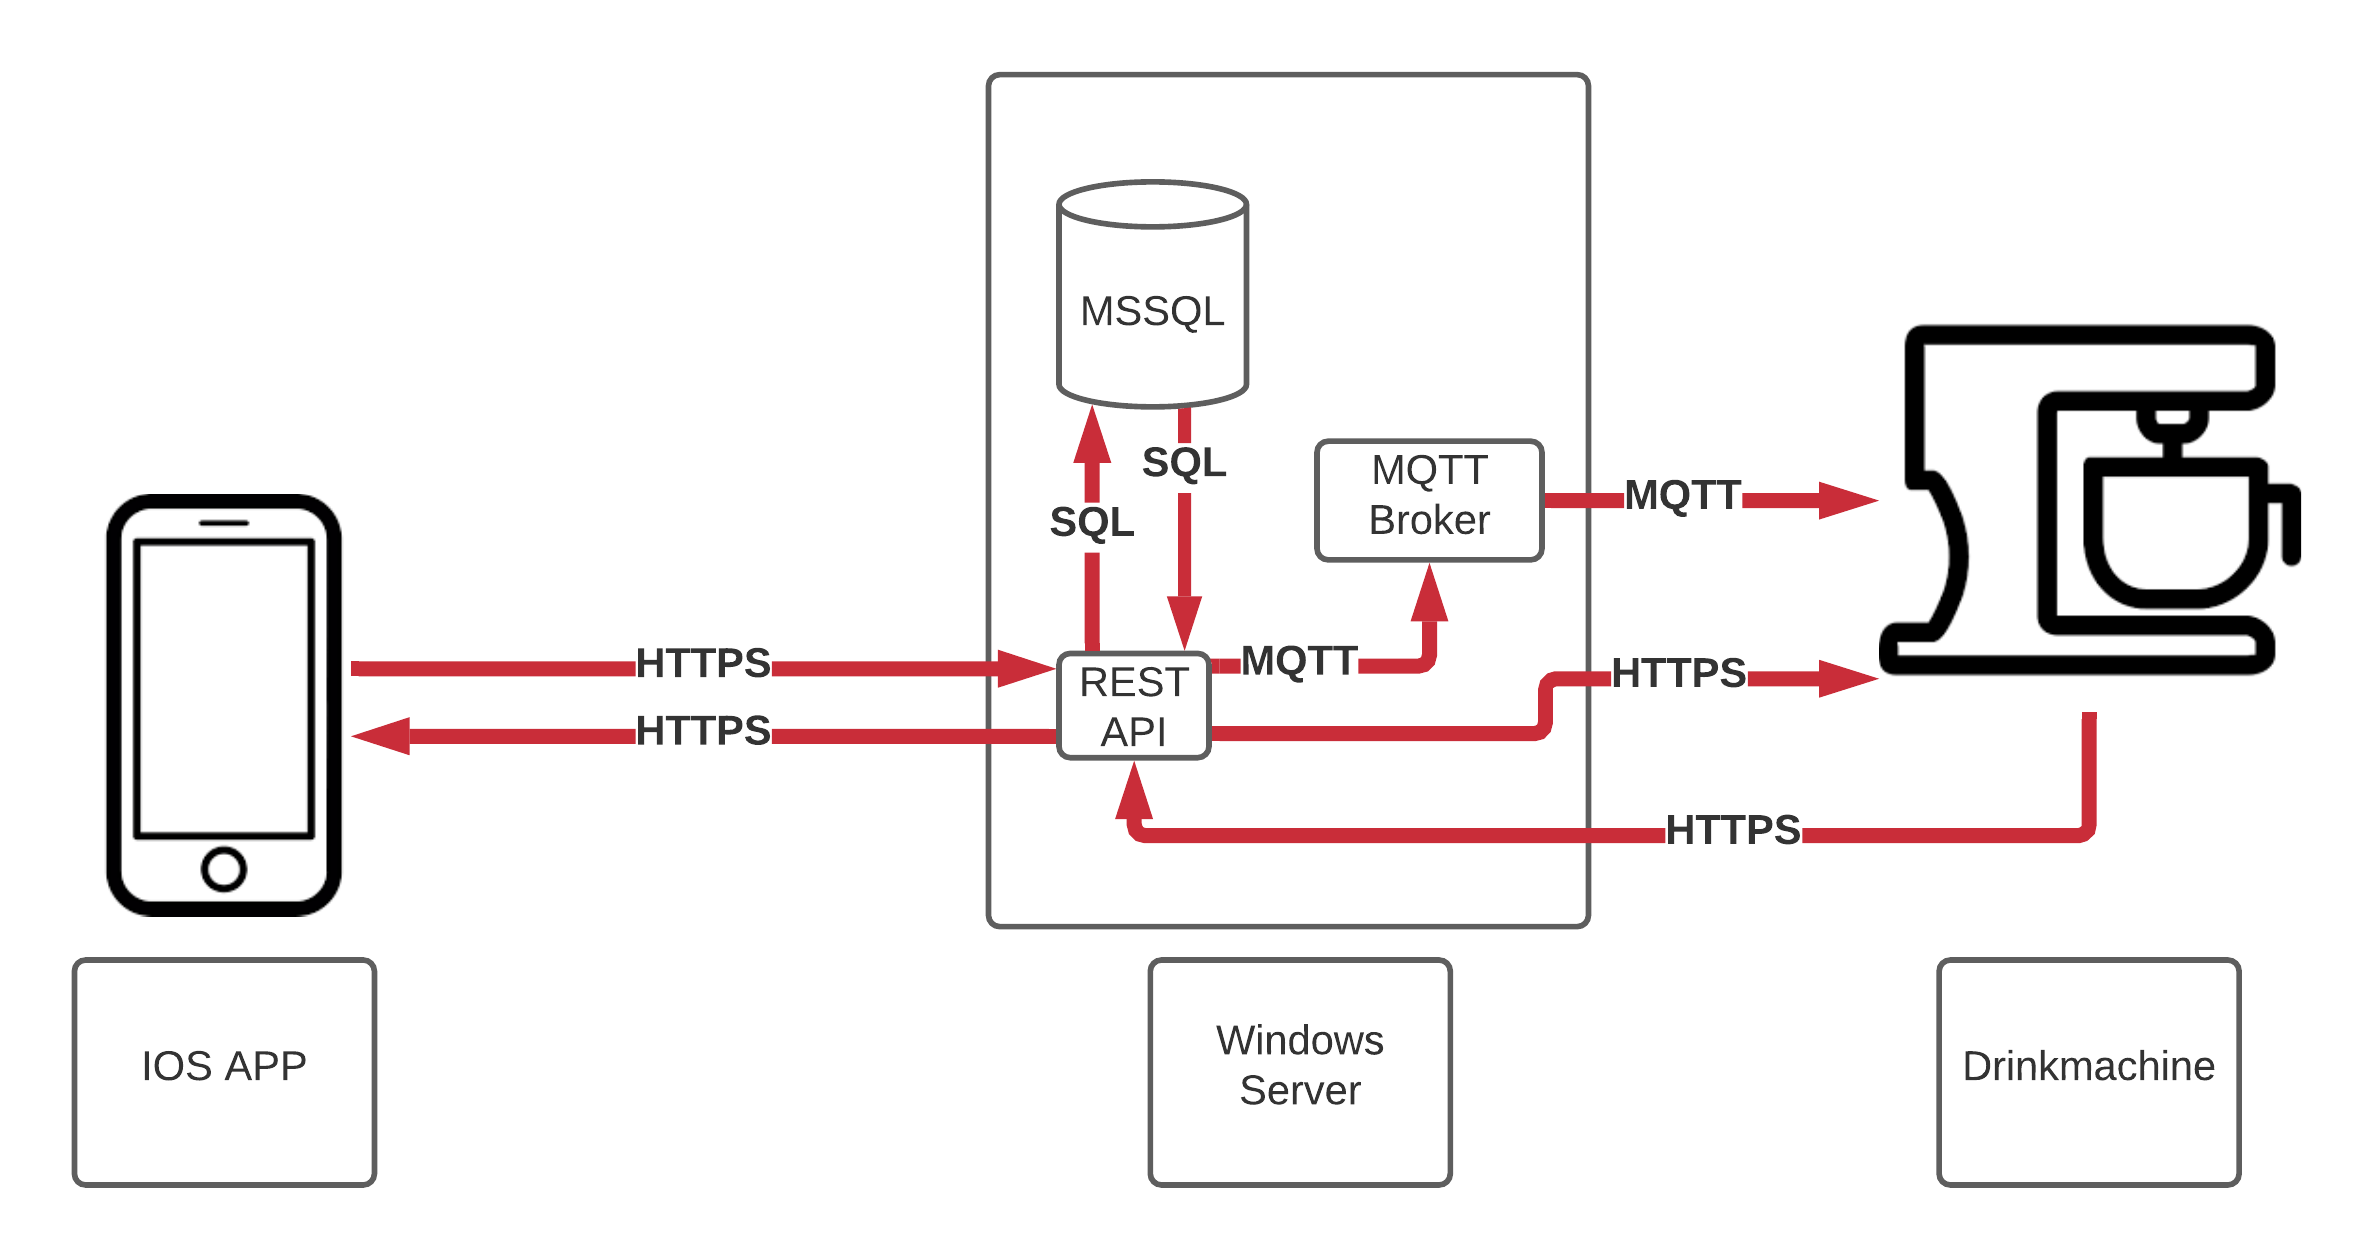 MSSQL
SQL
SQL
MQTT
Broker
MQTT
HTTPS
HTTPS
REST
API
MQTT
HTTPS
HTTPS
IOS APP
Windows
Server
Drinkmachine